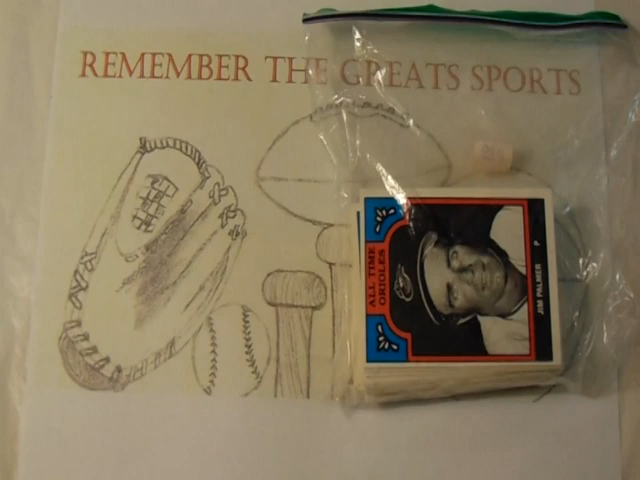 REMEMBER THE GREATS SPORTS
ALL TIME
ORIOLES
JIM PALMER P